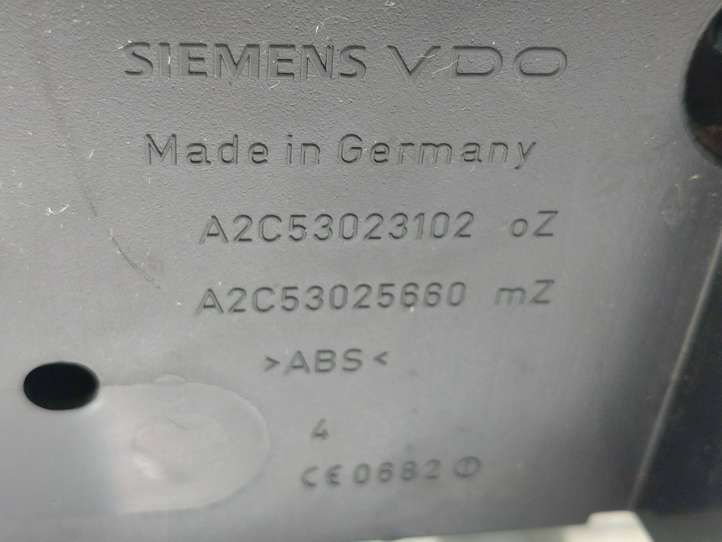 SIEMENS VDO
Made in Germany
A2C53023102 oZ
A2C53025660 mZ
>ABS<
4
CE 0682